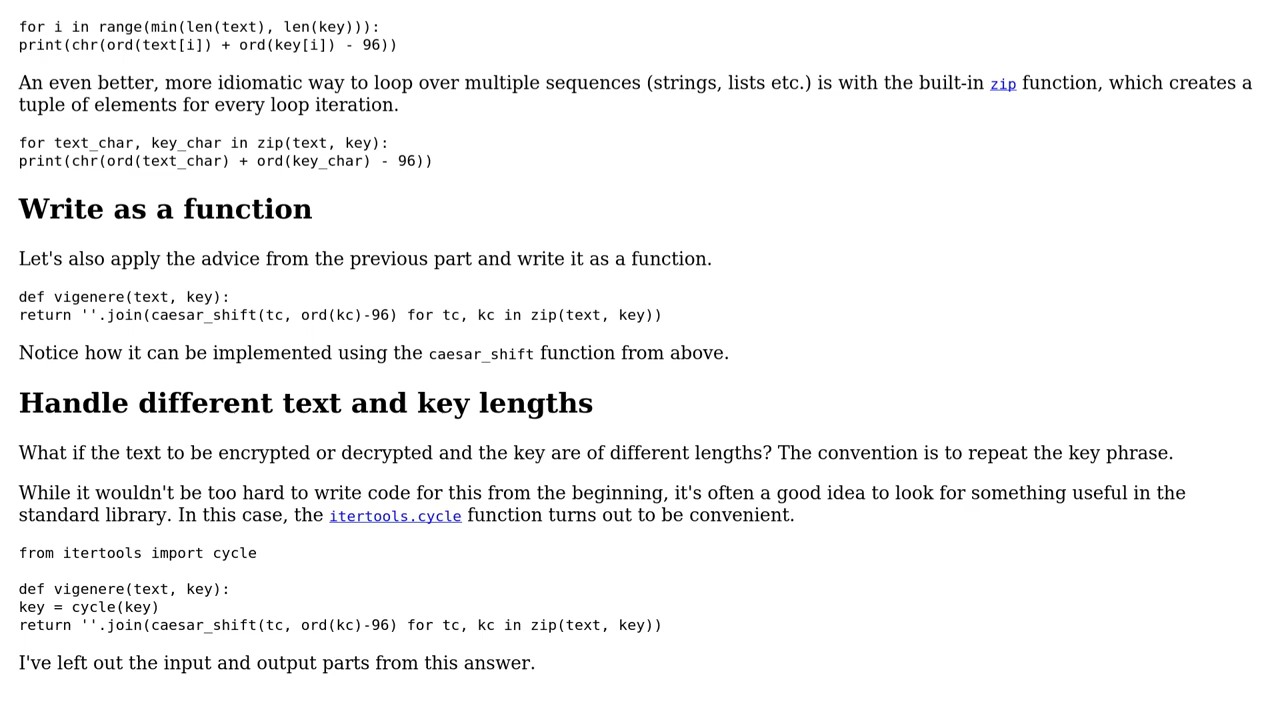 for i in range(min(len(text), len(key))):
print(chr(ord(text[i]) + ord(key[i]) - 96))
An even better, more idiomatic way to loop over multiple sequences (strings, lists etc.) is with the built-in zip function, which creates a
tuple of elements for every loop iteration.
for text_char, key_char in zip(text, key):
print(chr(ord(text_char) + ord(key_char) - 96))
Write as a function
Let's also apply the advice from the previous part and write it as a function.
def vigenere(text, key):
return ''.join(caesar_shift(tc, ord(kc)-96) for tc, kc in zip(text, key))
Notice how it can be implemented using the caesar_shift function from above.
Handle different text and key lengths
What if the text to be encrypted or decrypted and the key are of different lengths? The convention is to repeat the key phrase.
While it wouldn't be too hard to write code for this from the beginning, it's often a good idea to look for something useful in the
standard library. In this case, the itertools.cycle function turns out to be convenient.
from itertools import cycle
def vigenere(text, key):
key = cycle(key)
return ''.join(caesar_shift(tc, ord(kc)-96) for tc, kc in zip(text, key))
I've left out the input and output parts from this answer.